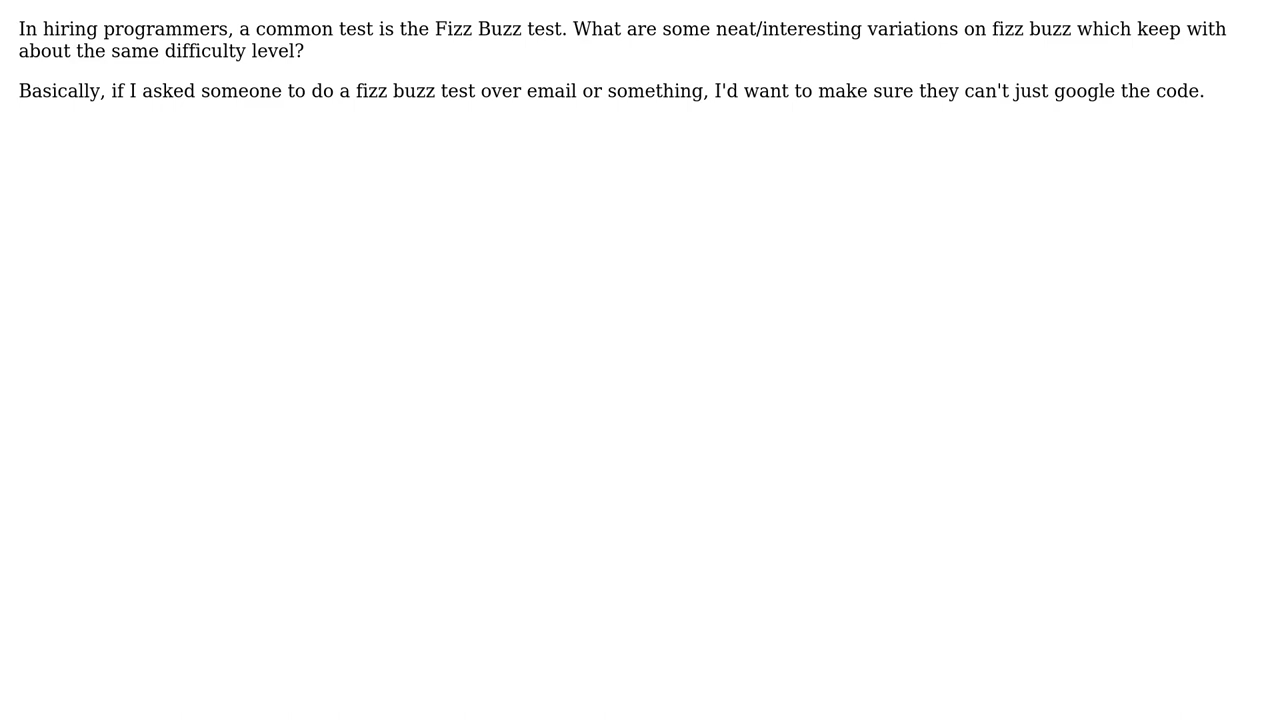 In hiring programmers, a common test is the Fizz Buzz test. What are some neat/interesting variations on fizz buzz which keep with
about the same difficulty level?
Basically, if I asked someone to do a fizz buzz test over email or something, I'd want to make sure they can't just google the code.